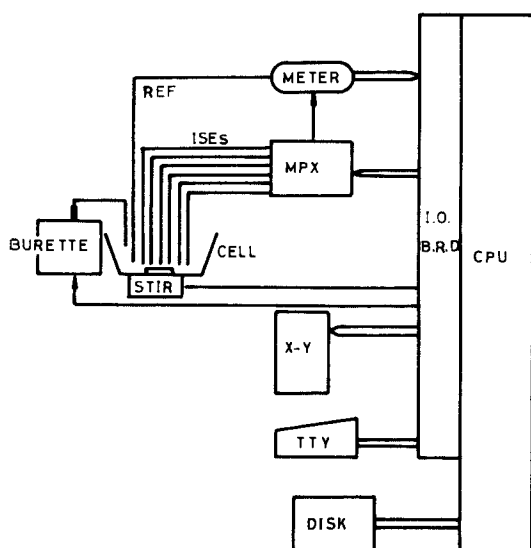 METER
REF
ISEs
MPX
I.O.
B.R.D
CPU
BURETTE
CELL
STIR
X-Y
TTY
DISK